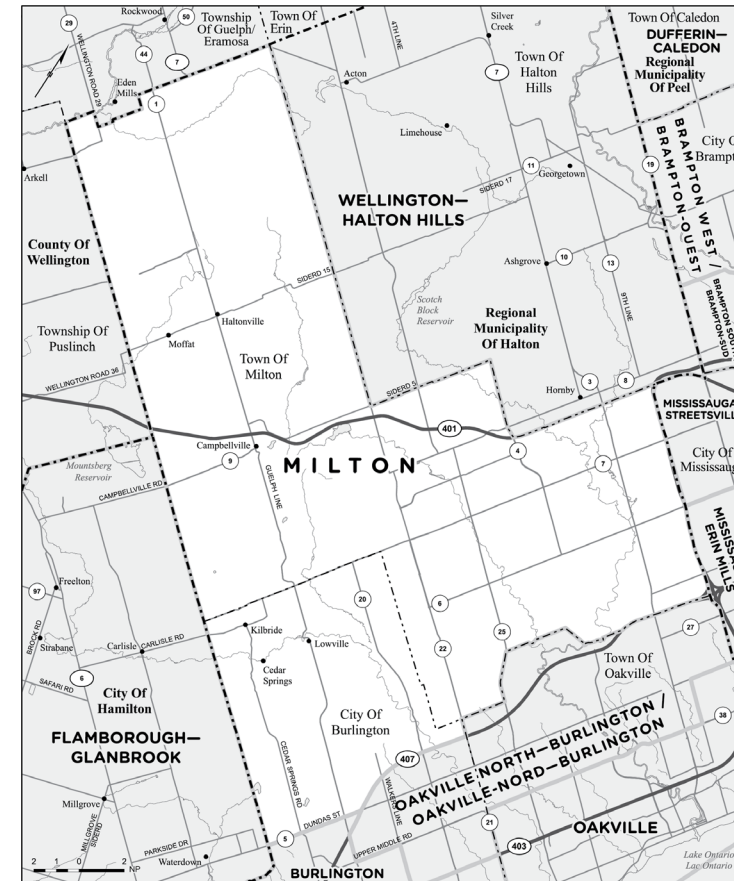 Rockwood
50
29
Township
Of Guelph/
Eramosa
Town Of
Erin
4TH LINE
Silver
Creek
Town Of Caledon
DUFFERIN—
CALEDON
Regional
Municipality
Of Peel
WELLINGTON ROAD 29
44
7
Eden
Mills
1
Acton
7
Town Of
Halton
Hills
Limehouse
BRAMPTON WEST /
BRAMPTON-OUEST
19
Arkell
11
Georgetown
SIDERD 17
WELLINGTON—
HALTON HILLS
County Of
Wellington
Ashgrove
10
13
SIDERD 15
9TH LINE
Scotch
Block
Reservoir
Regional
Municipality
Of Halton
Haltonville
Township Of
Puslinch
Moffat
Town Of
Milton
WELLINGTON ROAD 36
SIDERD 5
Hornby
3
8
MISSISSAUGA
STREETSVILL
401
Campbellville
4
City Of
9
MILTON
7
Mountsberg
Reservoir
GUELPH LINE
CAMPBELLVILLE RD
ERIN MILLS
Freelton
97
20
6
BROCK RD
Kilbride
25
27
Strabane
Carlisle
CARLISLE RD
Lowville
22
Town Of
Oakville
Cedar
Springs
6
SAFARI RD
City Of
Hamilton
City Of
Burlington
38
FLAMBOROUGH—
GLANBROOK
407
OAKVILLE NORTH—BURLINGTON /
OAKVILLE-NORD—BURLINGTON
CEDAR SPRINGS RD
WALKERS LINE
Millgrove
DUNDAS ST
21
MILLGROVE
SIDERD
5
UPPER MIDDLE RD
OAKVILLE
PARKSIDE DR
403
Waterdown
Lake Ontario
Lac Ontario
2 1 0 2
NP
BURLINGTON